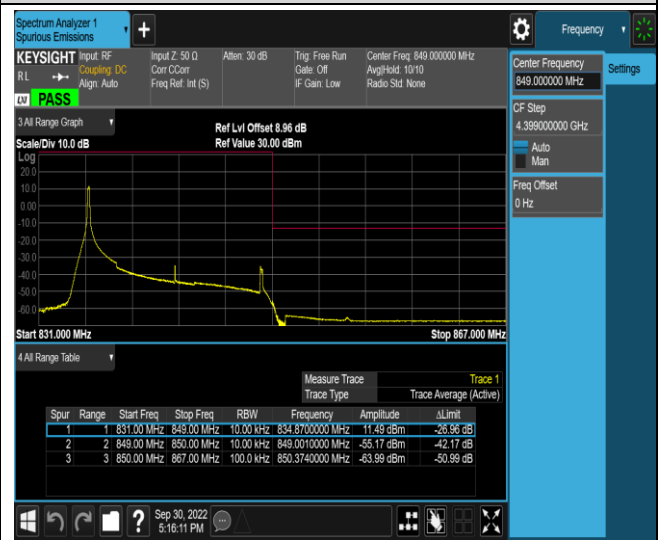 Spectrum Analyzer 1
Spurious Emissions
Frequency
KEYSIGHT Input: RF Input Z: 50 Ω Atten: 30 dB Trig: Free Run Center Freq: 849.000000 MHz
RL Coupling: DC Corr CCorr Gate: Off Avg|Hold: 10/10
Align: Auto Freq Ref: Int (S) IF Gain: Low Radio Std: None
LXI PASS
Center Frequency
849.000000 MHz
Settings
CF Step
4.399000000 GHz
Auto
Man
Freq Offset
0 Hz
3 All Range Graph
Ref Lvl Offset 8.96 dB
Scale/Div 10.0 dB Ref Value 30.00 dBm
Log
20.0
10.0
0.00
-10.0
-20.0
-30.0
-40.0
-50.0
-60.0
Start 831.000 MHz Stop 867.000 MHz
4 All Range Table
Measure Trace Trace 1
Trace Type Trace Average (Active)
Spur Range Start Freq Stop Freq RBW Frequency Amplitude ΔLimit
1 1 831.00 MHz 849.00 MHz 10.00 kHz 834.8700000 MHz 11.49 dBm -26.96 dB
2 2 849.00 MHz 850.00 MHz 10.00 kHz 849.0010000 MHz -55.17 dBm -42.17 dB
3 3 850.00 MHz 867.00 MHz 100.0 kHz 850.3740000 MHz -63.99 dBm -50.99 dB
Sep 30, 2022
5:16:11 PM